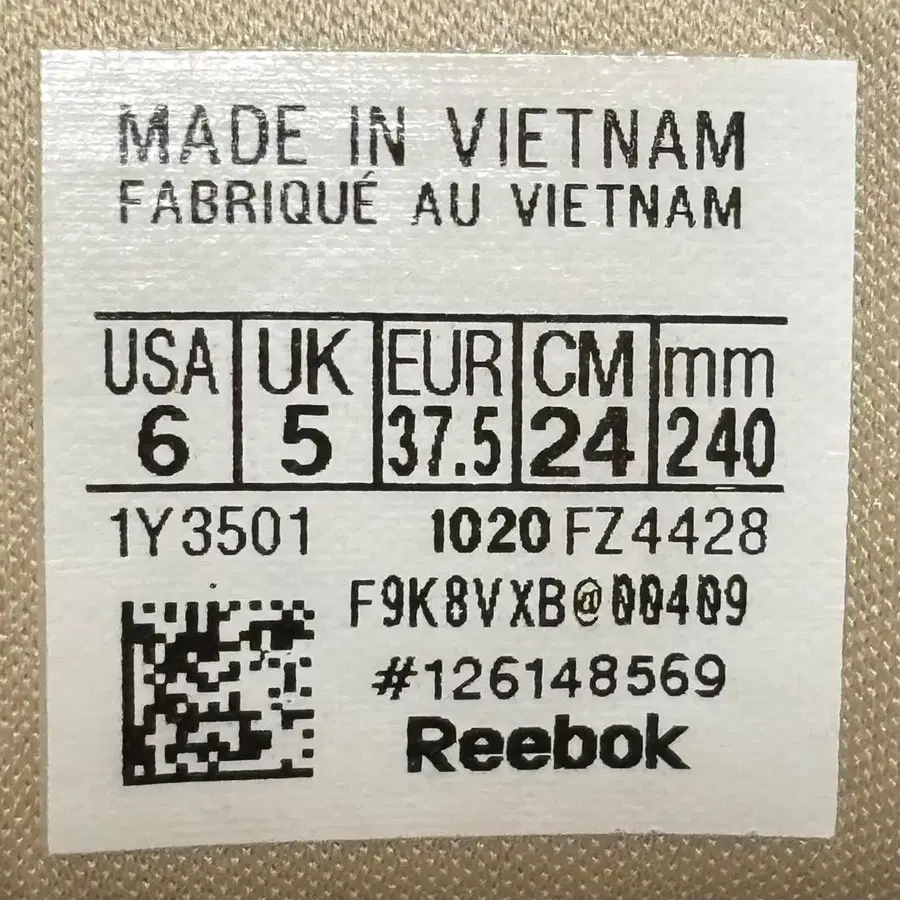 MADE IN VIETNAM
FABRIQUÉ AU VIETNAM
USA UK EUR CM mm
6 5 37.5 24 240
1Y3501 1020 FZ4428
F9K8VXB@00409
#126148569
Reebok